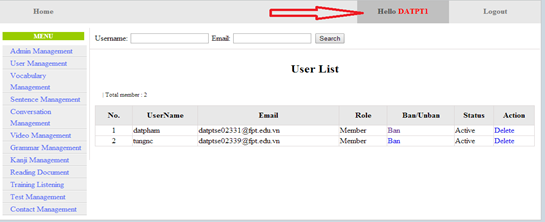 Home
Hello DATPT1
Logout
MENU
Admin Management
User Management
Vocabulary
Management
Sentence Management
Conversation
Management
Video Management
Grammar Management
Kanji Management
Reading Document
Training Listening
Test Management
Contact Management
Username:
Email:
Search
User List
| Total member : 2
No. UserName Email Role Ban/Unban Status Action
1 datpham datptse02331@fpt.edu.vn Member Ban Active Delete
2 tungnc datptse02339@fpt.edu.vn Member Ban Active Delete